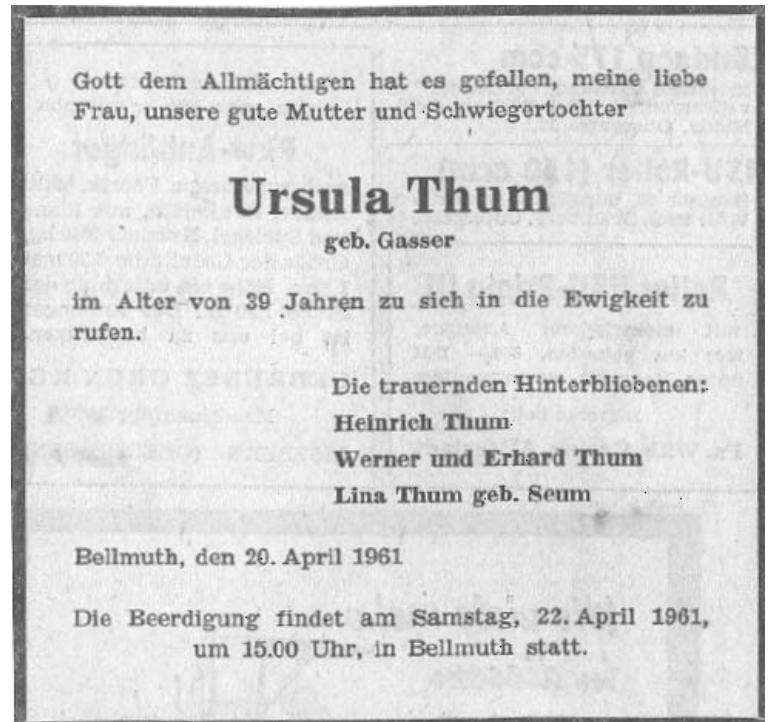 Gott dem Allmächtigen hat es gefallen, meine liebe
Frau, unsere gute Mutter und Schwiegertochter
Ursula Thum
geb. Gasser
im Alter von 39 Jahren zu sich in die Ewigkeit zu
rufen.
Die trauernden Hinterbliebenen:
Heinrich Thum
Werner und Erhard Thum
Lina Thum geb. Seum
Bellmuth, den 20. April 1961
Die Beerdigung findet am Samstag, 22. April 1961,
um 15.00 Uhr, in Bellmuth statt.